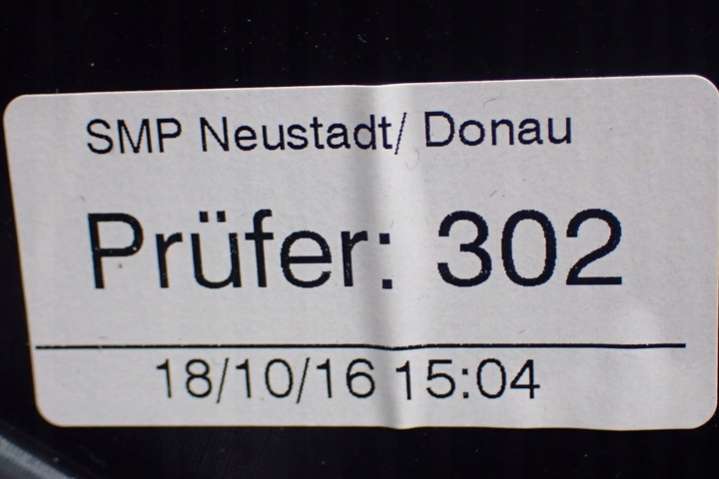 SMP Neustadt/ Donau
Prüfer: 302
18/10/16 15:04